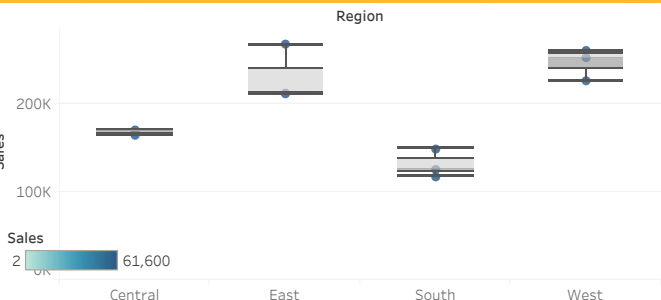 Region
200K
Sales
100K
Sales
2 61,600
0K
Central East South West